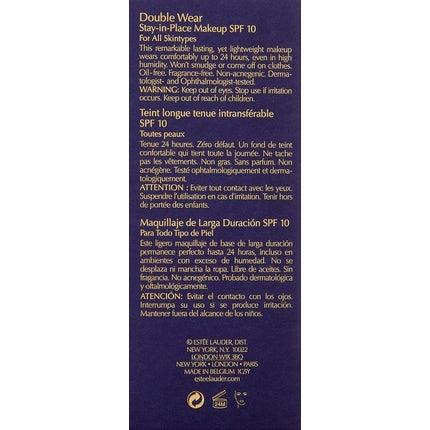 Double Wear
Stay-in-Place Makeup SPF 10
For All Skintypes
This remarkable lasting, yet lightweight makeup
wears comfortably up to 24 hours, even in high
humidity. Won't smudge or come off on clothes.
Oil-free. Fragrance-free. Non-acnegenic. Derma-
tologist- and Ophthalmologist-tested.
WARNING: Keep out of eyes. Stop use if irritation
occurs. Keep out of reach of children.
Teint longue tenue intransférable
SPF 10
Toutes peaux
Tenue 24 heures. Zéro défaut. Un fond de teint
confortable qui tient toute la journée. Ne tache
pas les vêtements. Non gras. Sans parfum. Non
acnégène. Testé ophtalmologiquement et derma-
tologiquement.
ATTENTION : Eviter tout contact avec les yeux.
Suspendre l'utilisation en cas d'irritation. Tenir hors
de portée des enfants.
Maquillaje de Larga Duración SPF 10
Para Todo Tipo de Piel
Este ligero maquillaje de base de larga duración
permanece perfecto hasta 24 horas, incluso en
ambientes con exceso de humedad. No se
desplaza ni mancha la ropa. Libre de aceites. Sin
fragancia. No acnegénico. Probado dermatológica
y oftalmológicamente.
ATENCIÓN: Evitar el contacto con los ojos.
Interrumpa su uso si se produce irritación.
Mantener fuera del alcance de los niños.
© ESTÉE LAUDER, DIST.
NEW YORK, N.Y. 10022
LONDON W1K 3BQ
NEW YORK • LONDON • PARIS
MADE IN BELGIUM 1G5Y
esteelauder.com
24M